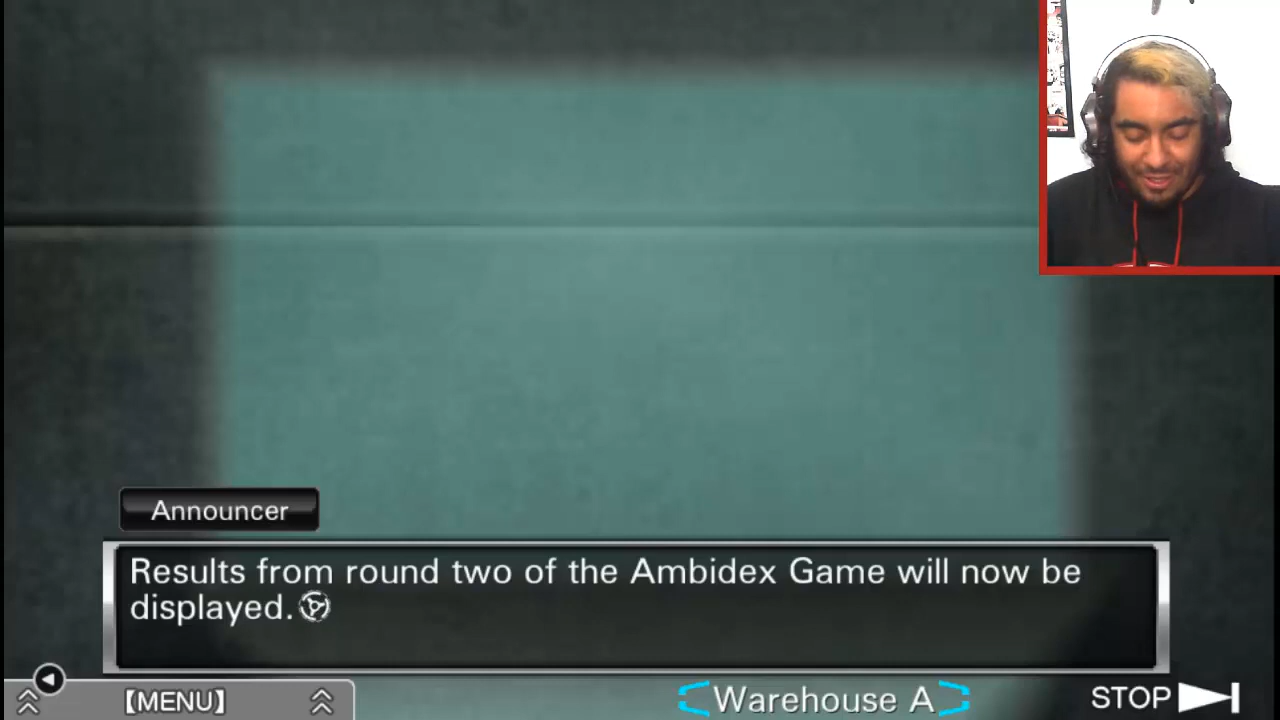 Announcer
Results from round two of the Ambidex Game will now be
displayed.
【MENU】
Warehouse A
STOP